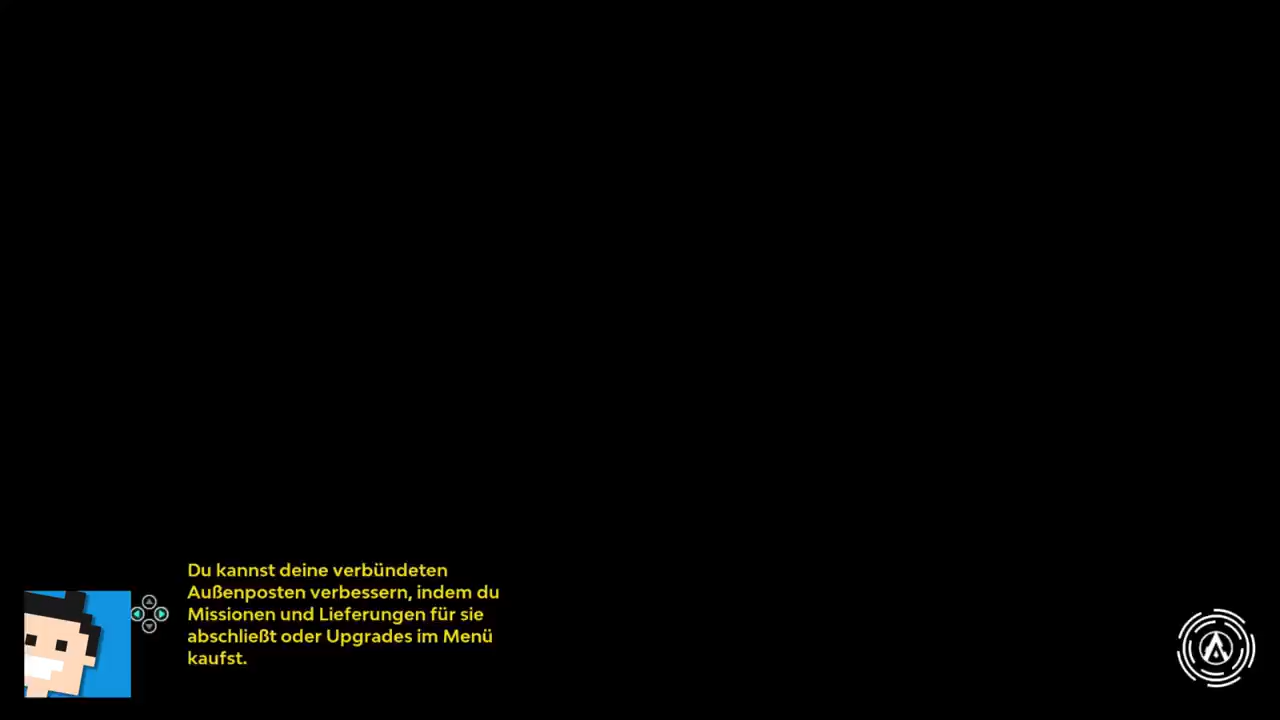 Du kannst deine verbündeten
Außenposten verbessern, indem du
Missionen und Lieferungen für sie
abschließt oder Upgrades im Menü
kaufst.